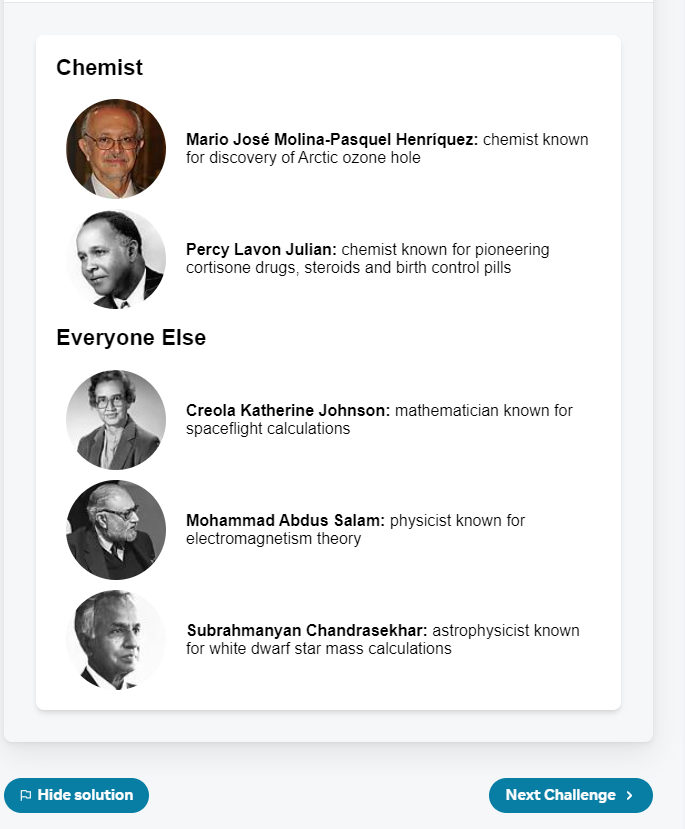 Chemist
Mario José Molina-Pasquel Henríquez: chemist known
for discovery of Arctic ozone hole
Percy Lavon Julian: chemist known for pioneering
cortisone drugs, steroids and birth control pills
Everyone Else
Creola Katherine Johnson: mathematician known for
spaceflight calculations
Mohammad Abdus Salam: physicist known for
electromagnetism theory
Subrahmanyan Chandrasekhar: astrophysicist known
for white dwarf star mass calculations
Hide solution
Next Challenge